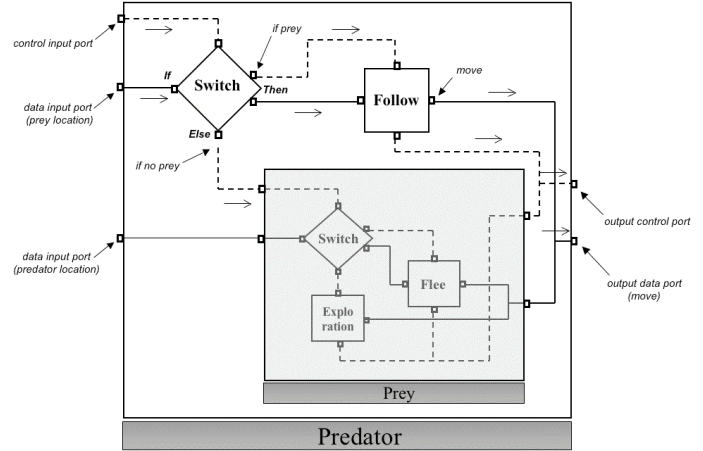 control input port
if prey
If
Switch
Then
move
Follow
data input port
(prey location)
Else
if no prey
output control port
Switch
data input port
(predator location)
Flee
output data port
(move)
Explo
ration
Prey
Predator